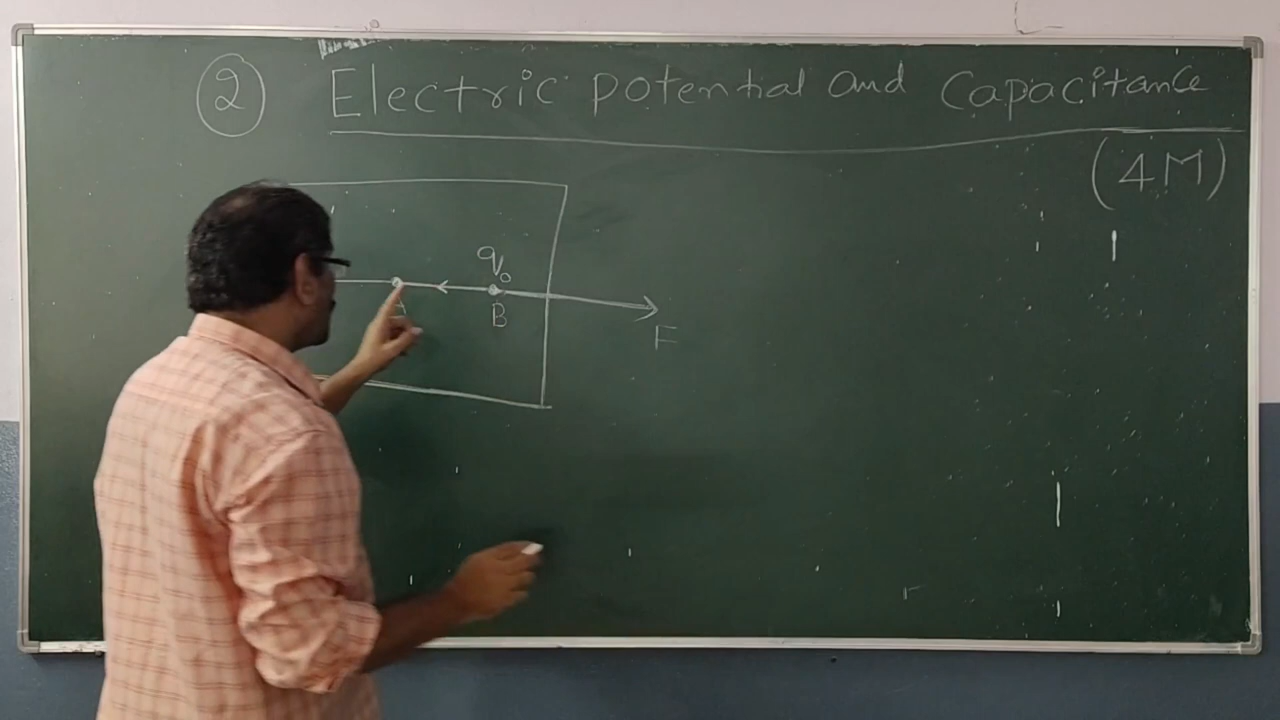 ② Electric potential and Capacitance
(4M)
q₀
A B
F